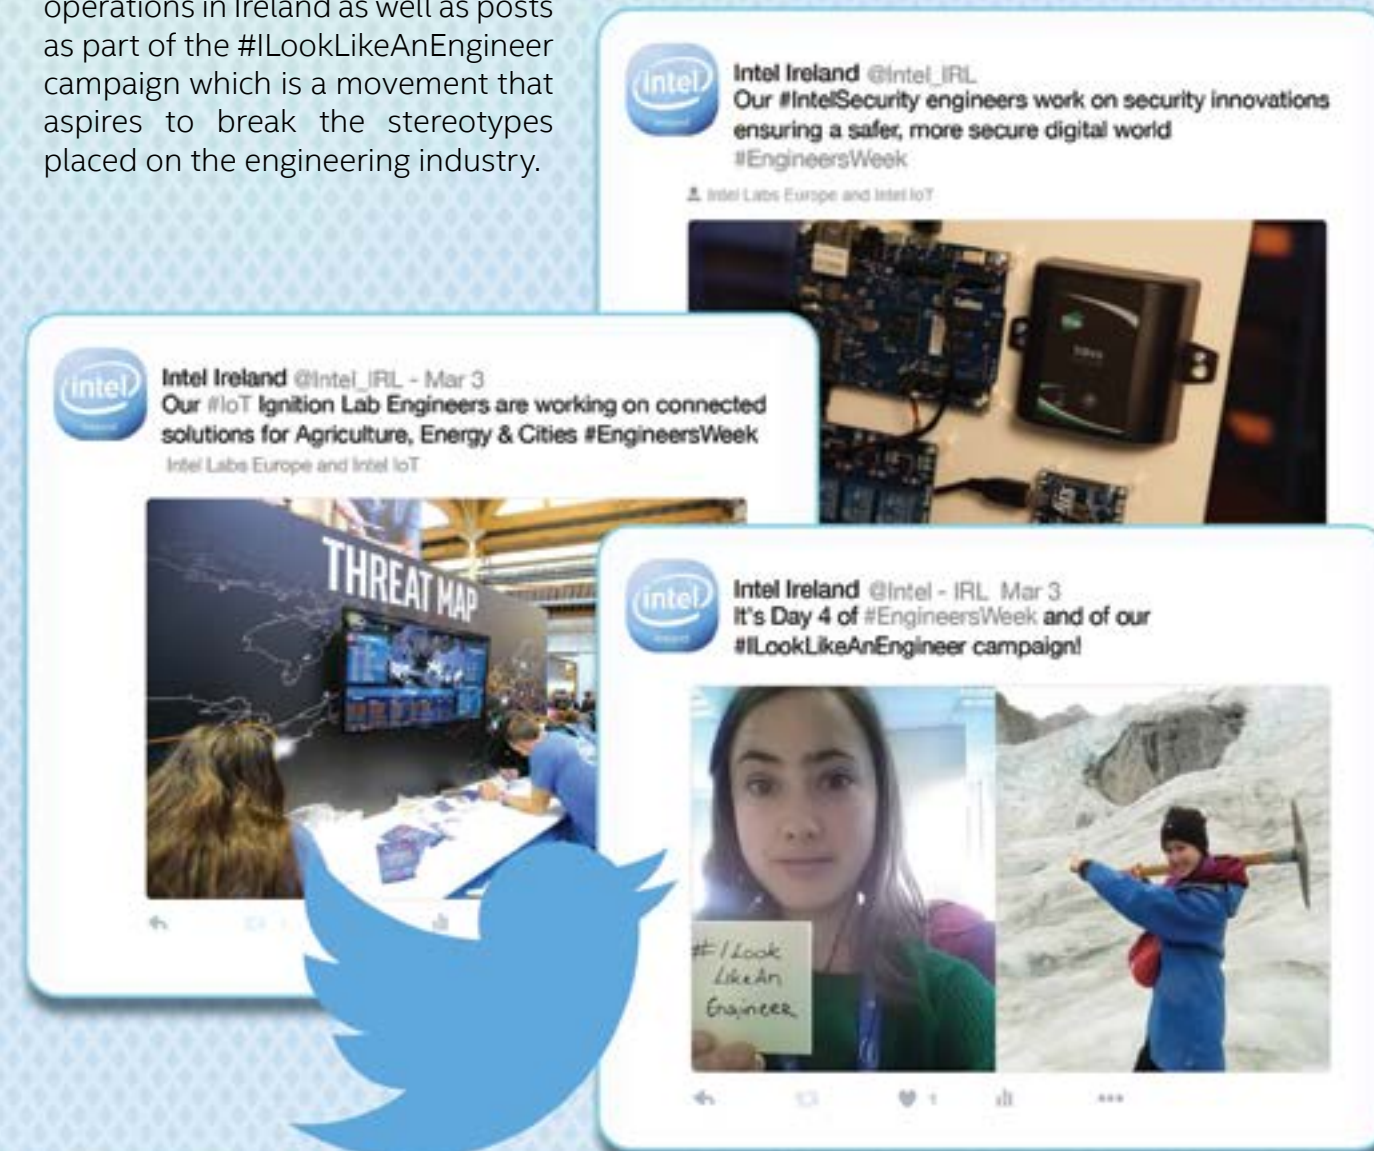 operations in Ireland as well as posts
as part of the #ILookLikeAnEngineer
campaign which is a movement that
aspires to break the stereotypes
placed on the engineering industry.
intel
Intel Ireland @Intel_IRL
Our #IntelSecurity engineers work on security innovations
ensuring a safer, more secure digital world
#EngineersWeek
Intel Labs Europe and Intel IoT
intel
Intel Ireland @Intel_IRL - Mar 3
Our #IoT Ignition Lab Engineers are working on connected
solutions for Agriculture, Energy & Cities #EngineersWeek
Intel Labs Europe and Intel IoT
THREAT MAP
intel
Intel Ireland @Intel - IRL Mar 3
It's Day 4 of #EngineersWeek and of our
#ILookLikeAnEngineer campaign!
# I Look
LikeAn
Engineer
1